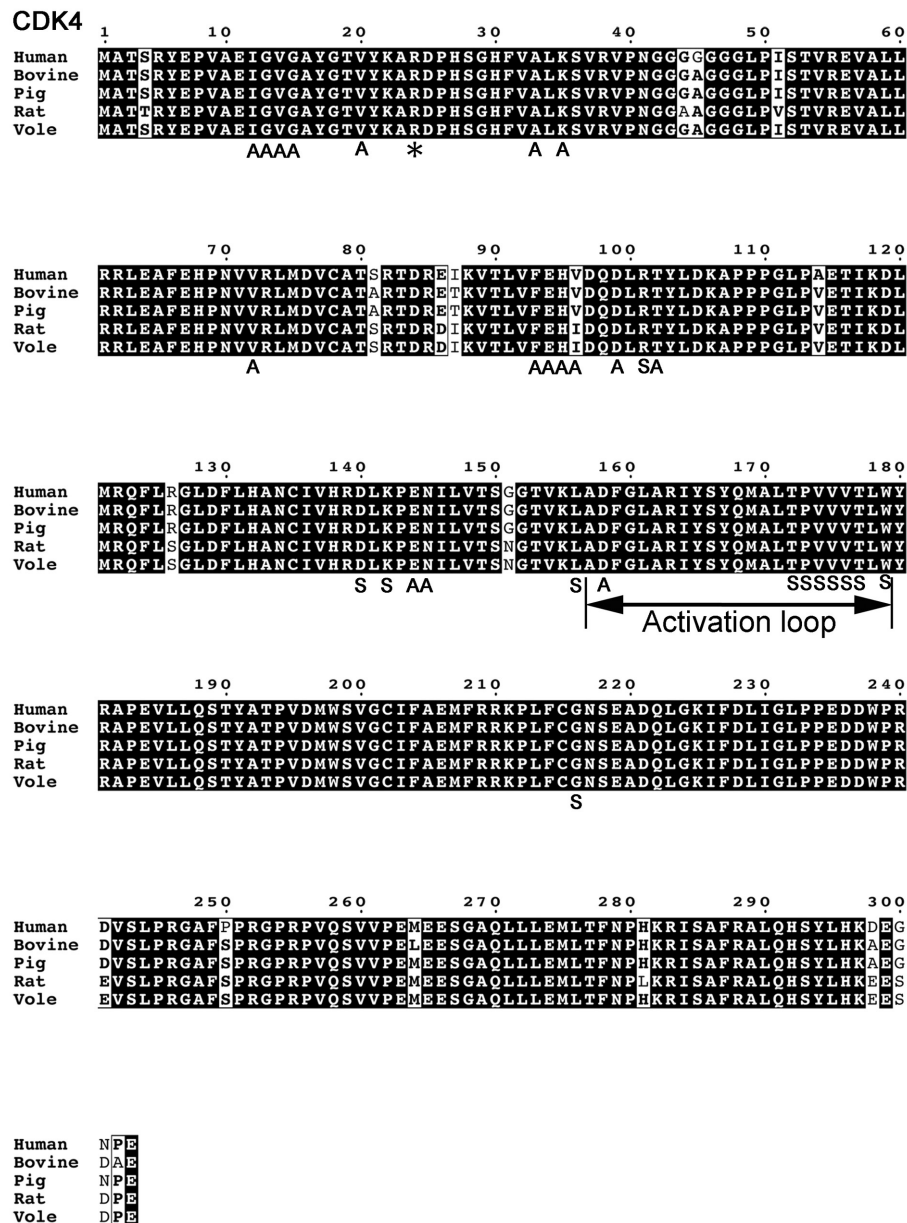 CDK4
1 10 20 30 40 50 60
Human MATSRYEPVAEIGVGAYGTVYKARDPHSGHFVALKSVRVPNGGGGGGGLPISTVREVALL
Bovine MATSRYEPVAEIGVGAYGTVYKARDPHSGHFVALKSVRVPNGGGAGGGLPISTVREVALL
Pig MATSRYEPVAEIGVGAYGTVYKARDPHSGHFVALKSVRVPNGGGAGGGLPISTVREVALL
Rat MATTRYEPVAEIGVGAYGTVYKARDPHSGHFVALKSVRVPNGGAAGGGLPVSTVREVALL
Vole MATSRYEPVAEIGVGAYGTVYKARDPHSGHFVALKSVRVPNGGGAGGGLPISTVREVALL
AAAA A * A A
70 80 90 100 110 120
Human RRLEAFEHPNVVRLMDVCATSRTDREIKVTLVFEHVDQDLRTYLDKAPPPGLPAETIKDL
Bovine RRLEAFEHPNVVRLMDVCATARTDRETKVTLVFEHVDQDLRTYLDKAPPPGLPVETIKDL
Pig RRLEAFEHPNVVRLMDVCATARTDRETKVTLVFEHVDQDLRTYLDKAPPPGLPVETIKDL
Rat RRLEAFEHPNVVRLMDVCATSRTDRDIKVTLVFEHIDQDLRTYLDKAPPPGLPVETIKDL
Vole RRLEAFEHPNVVRLMDVCATSRTDRDIKVTLVFEHIDQDLRTYLDKAPPPGLPVETIKDL
A AAAA A SA
130 140 150 160 170 180
Human MRQFLRGLDFLHANCIVHRDLKPENILVTSGGTVKLADFGLARIYSYQMALTPVVVTLWY
Bovine MRQFLRGLDFLHANCIVHRDLKPENILVTSGGTVKLADFGLARIYSYQMALTPVVVTLWY
Pig MRQFLRGLDFLHANCIVHRDLKPENILVTSGGTVKLADFGLARIYSYQMALTPVVVTLWY
Rat MRQFLSGLDFLHANCIVHRDLKPENILVTSNGTVKLADFGLARIYSYQMALTPVVVTLWY
Vole MRQFLSGLDFLHANCIVHRDLKPENILVTSNGTVKLADFGLARIYSYQMALTPVVVTLWY
S S AA S A SSSSSS S
Activation loop
190 200 210 220 230 240
Human RAPEVLLQSTYATPVDMWSVGCIFAEMFRRKPLFCGNSEADQLGKIFDLIGLPPEDDWPR
Bovine RAPEVLLQSTYATPVDMWSVGCIFAEMFRRKPLFCGNSEADQLGKIFDLIGLPPEDDWPR
Pig RAPEVLLQSTYATPVDMWSVGCIFAEMFRRKPLFCGNSEADQLGKIFDLIGLPPEDDWPR
Rat RAPEVLLQSTYATPVDMWSVGCIFAEMFRRKPLFCGNSEADQLGKIFDLIGLPPEDDWPR
Vole RAPEVLLQSTYATPVDMWSVGCIFAEMFRRKPLFCGNSEADQLGKIFDLIGLPPEDDWPR
S
250 260 270 280 290 300
Human DVSLPRGAFPPRGPRPVQSVVPEMEESGAQLLLEMLTFNPHKRISAFRALQHSYLHKDEG
Bovine DVSLPRGAFSPRGPRPVQSVVPELEESGAQLLLEMLTFNPHKRISAFRALQHSYLHKAEG
Pig DVSLPRGAFSPRGPRPVQSVVPEMEESGAQLLLEMLTFNPHKRISAFRALQHSYLHKAEG
Rat EVSLPRGAFSPRGPRPVQSVVPEMEESGAQLLLEMLTFNPLKRISAFRALQHSYLHKEES
Vole EVSLPRGAFSPRGPRPVQSVVPEMEESGAQLLLEMLTFNPHKRISAFRALQHSYLHKEES
Human NPE
Bovine DAE
Pig NPE
Rat DPE
Vole DPE